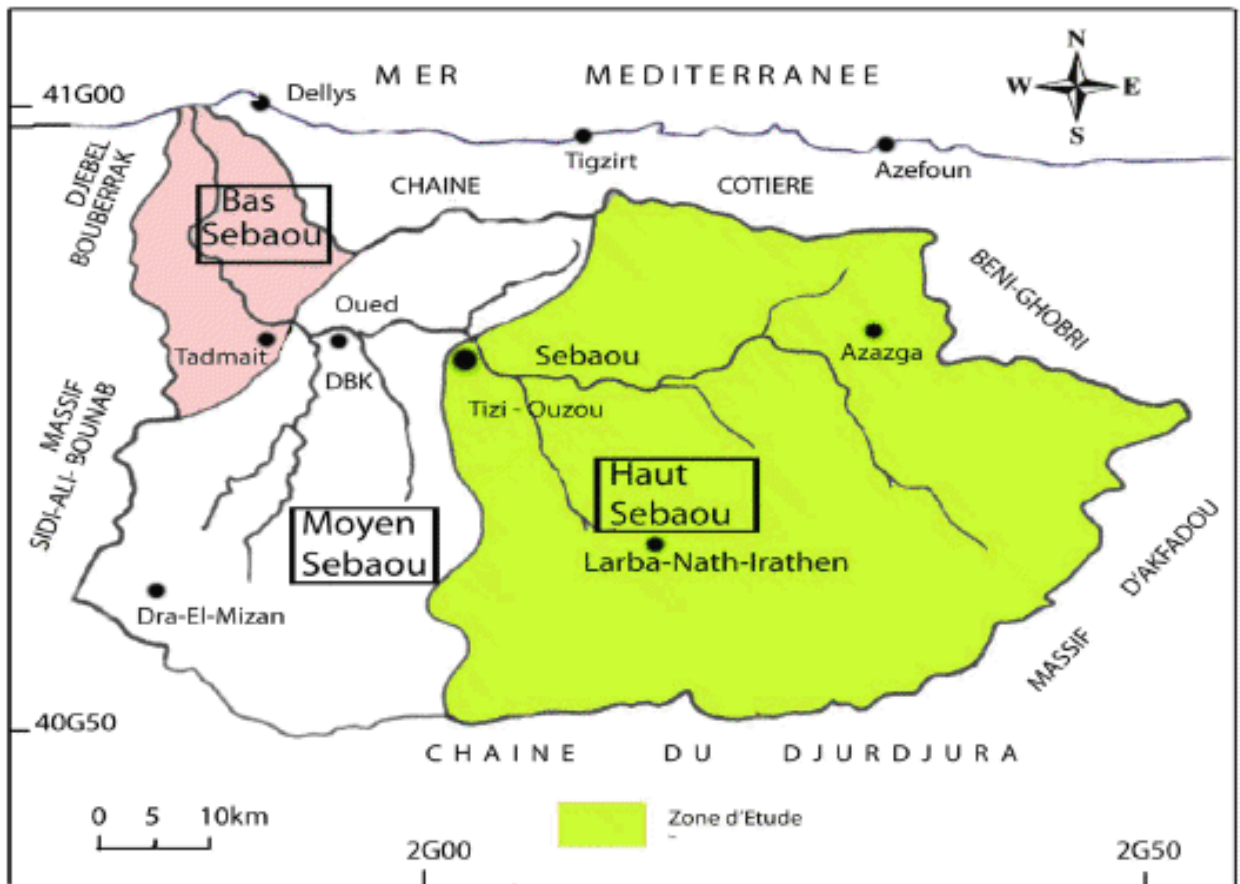 N
MER MEDITERRANEE
W E
41G00
Dellys
S
Tigzirt
Azefoun
DJEBEL
BOUBERRAK
CHAINE COTIERE
Bas
Sebaou
BENI-GHOBRI
Oued
Tadmait
DBK
Sebaou
Azazga
Tizi - Ouzou
MASSIF
SIDI-ALI- BOUNAB
Haut
Sebaou
Moyen
Sebaou
Larba-Nath-Irathen
Dra-El-Mizan
MASSIF D'AKFADOU
40G50
CHAINE DU DJURDJURA
0 5 10km
Zone d'Etude
2G00
2G50